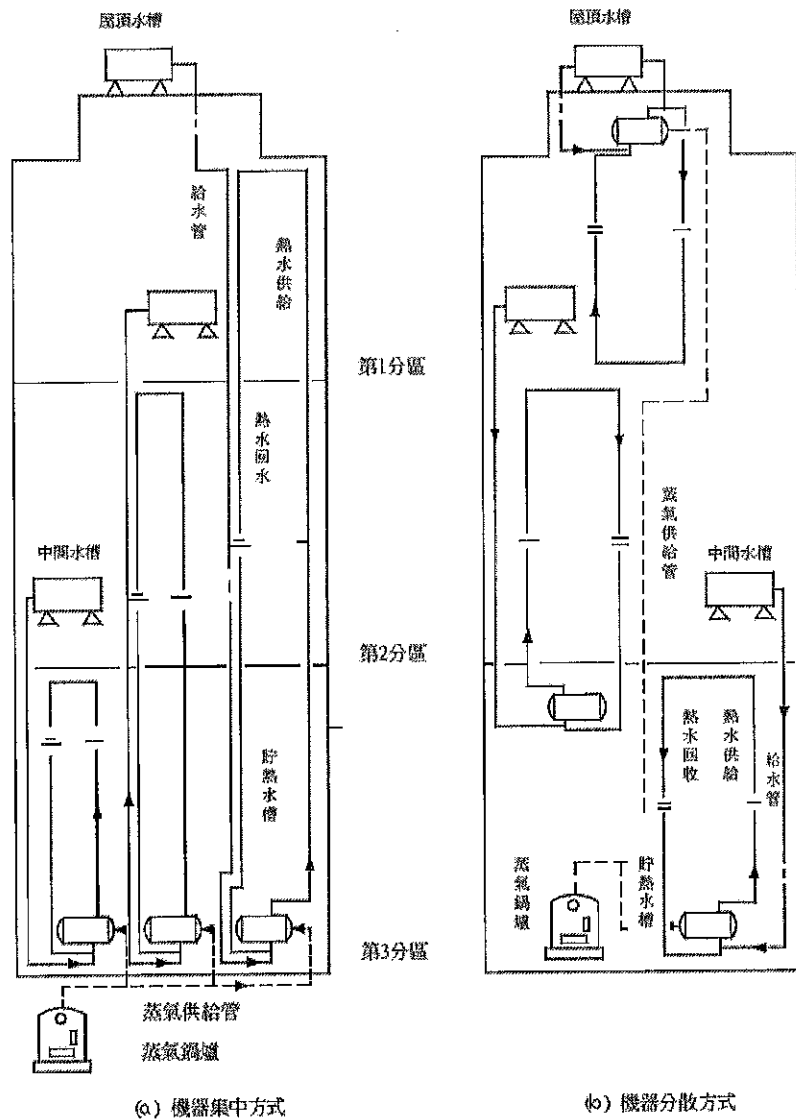 屋頂水槽
給水管
熱水供給
第1分區
熱水回水
中間水槽
第2分區
貯熱水槽
第3分區
蒸氣供給管
蒸氣鍋爐
(a) 機器集中方式
屋頂水槽
蒸氣供給管
中間水槽
熱水回收
熱水供給
給水管
蒸氣鍋爐
貯熱水槽
(b) 機器分散方式